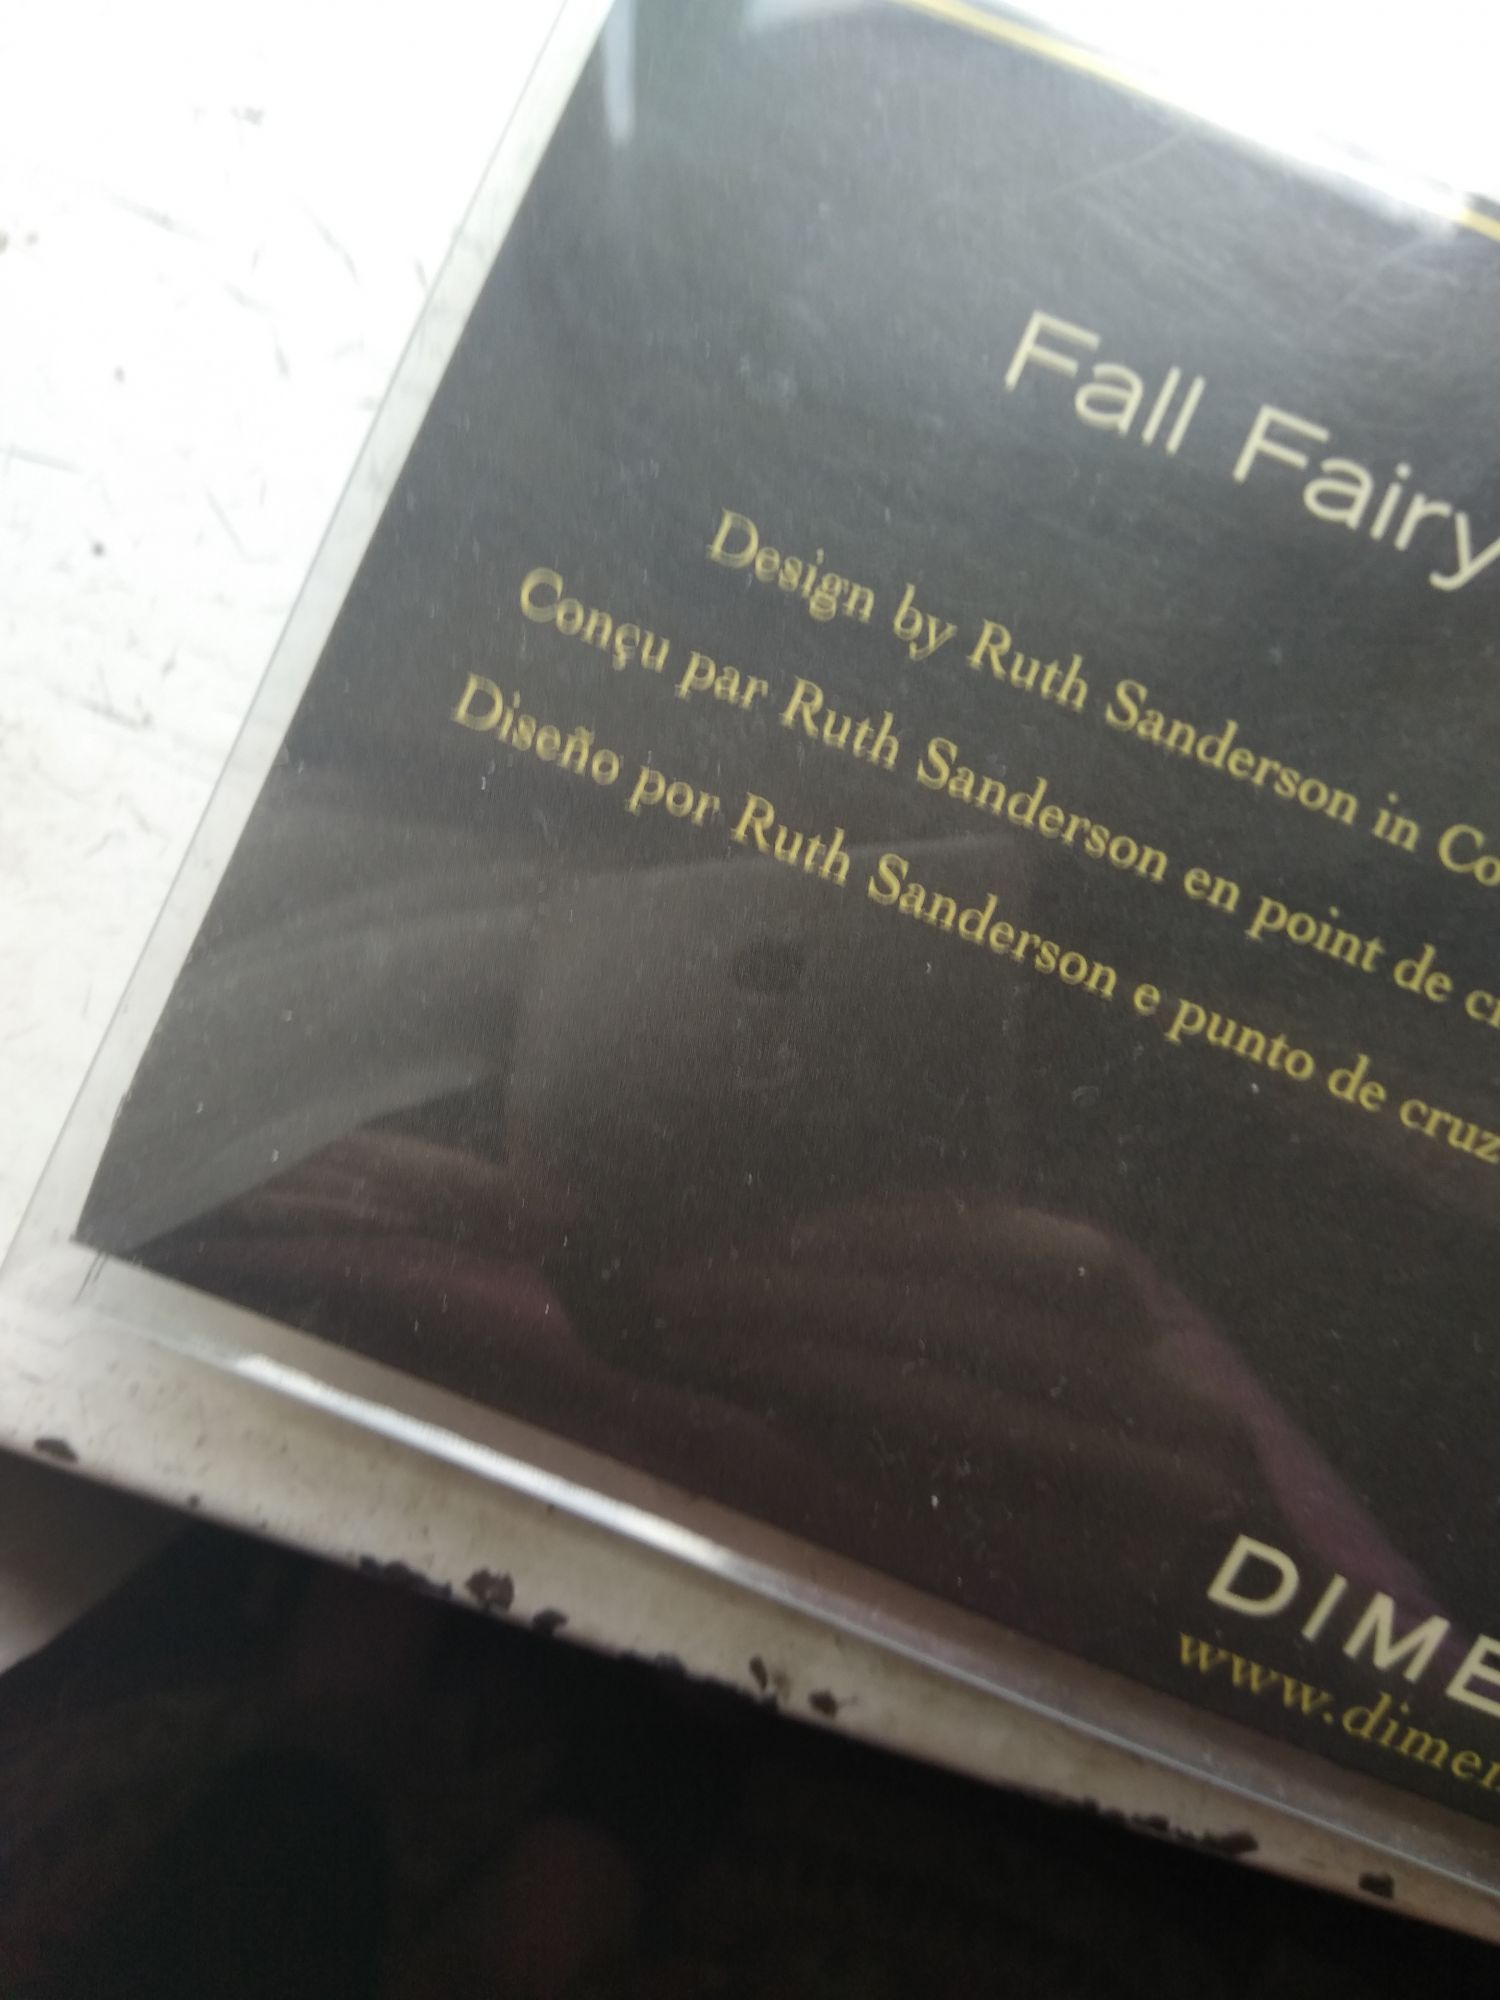 Fall Fairy
Design by Ruth Sanderson in Co
Conçu par Ruth Sanderson en point de c
Diseño por Ruth Sanderson e punto de cruz
DIME
www.dimen